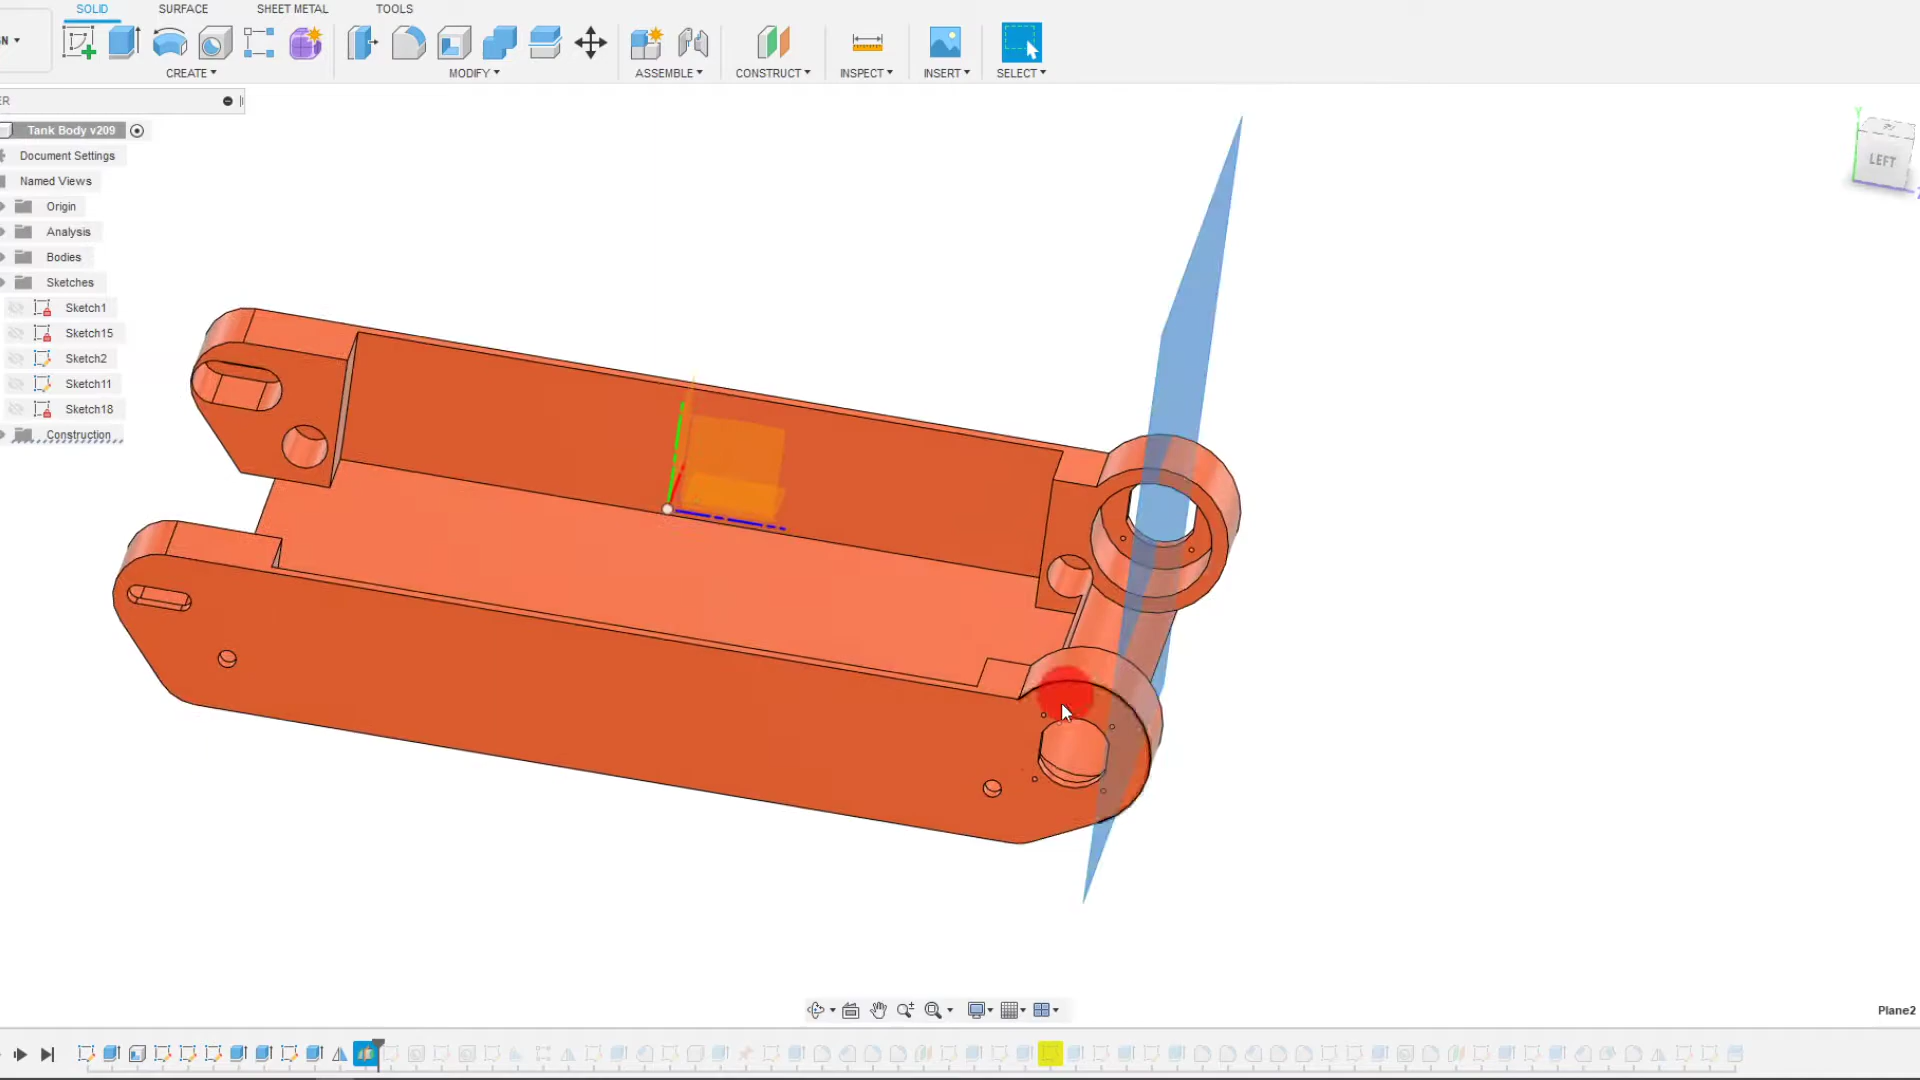 SOLID SURFACE SHEET METAL TOOLS
N
CREATE MODIFY ASSEMBLE CONSTRUCT INSPECT INSERT SELECT
ER
Tank Body v209
Document Settings
Named Views
Origin
Analysis
Bodies
Sketches
Sketch1
Sketch15
Sketch2
Sketch11
Sketch18
Construction
Y
LEFT
Plane2